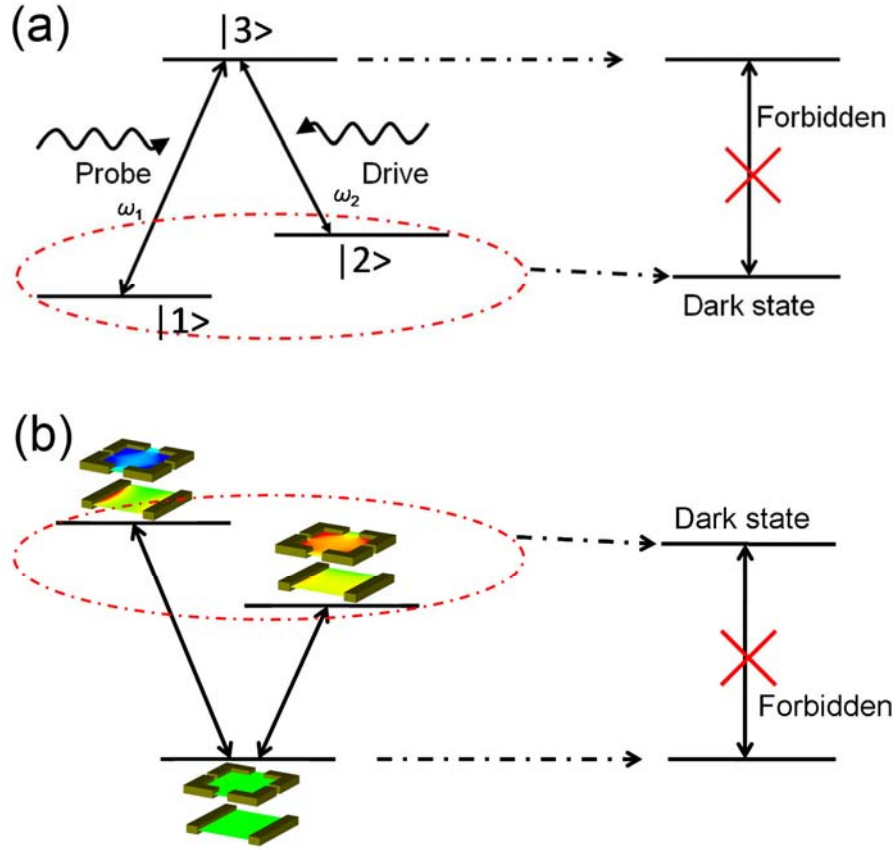 (a)
|3>
Forbidden
Probe
Drive
ω1
ω2
|2>
|1>
Dark state
(b)
Dark state
Forbidden